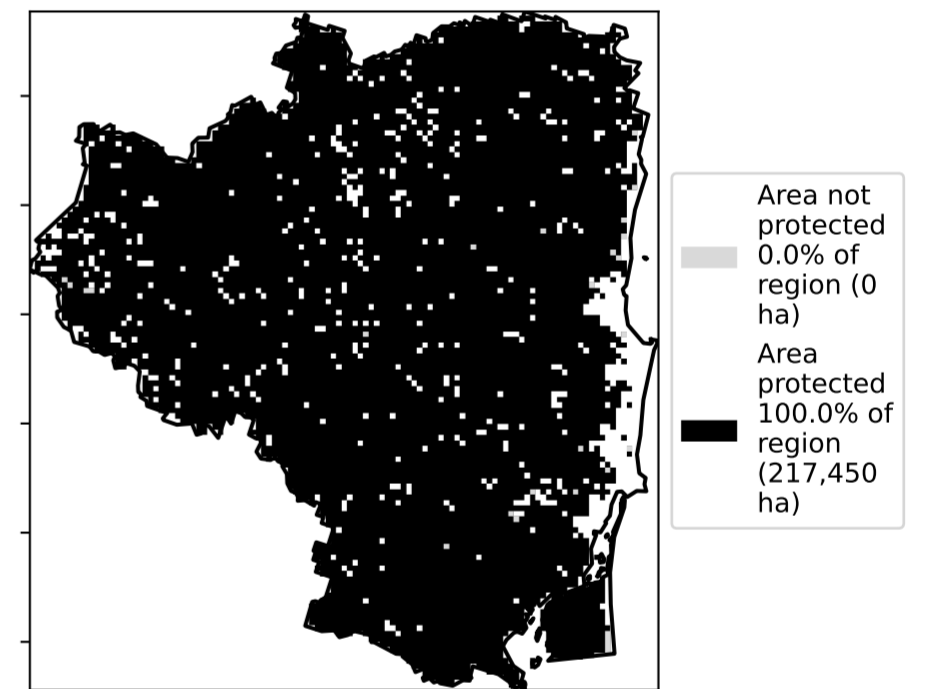 Area not
protected
0.0% of
region (0
ha)
Area
protected
100.0% of
region
(217,450
ha)